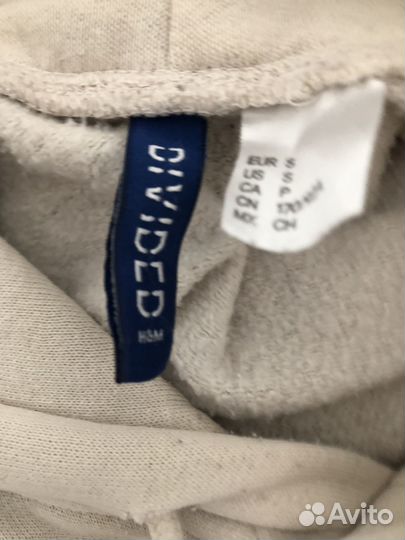 DIVIDED
H&M
EUR S
US S
CA P
CN
MX CH
Avito